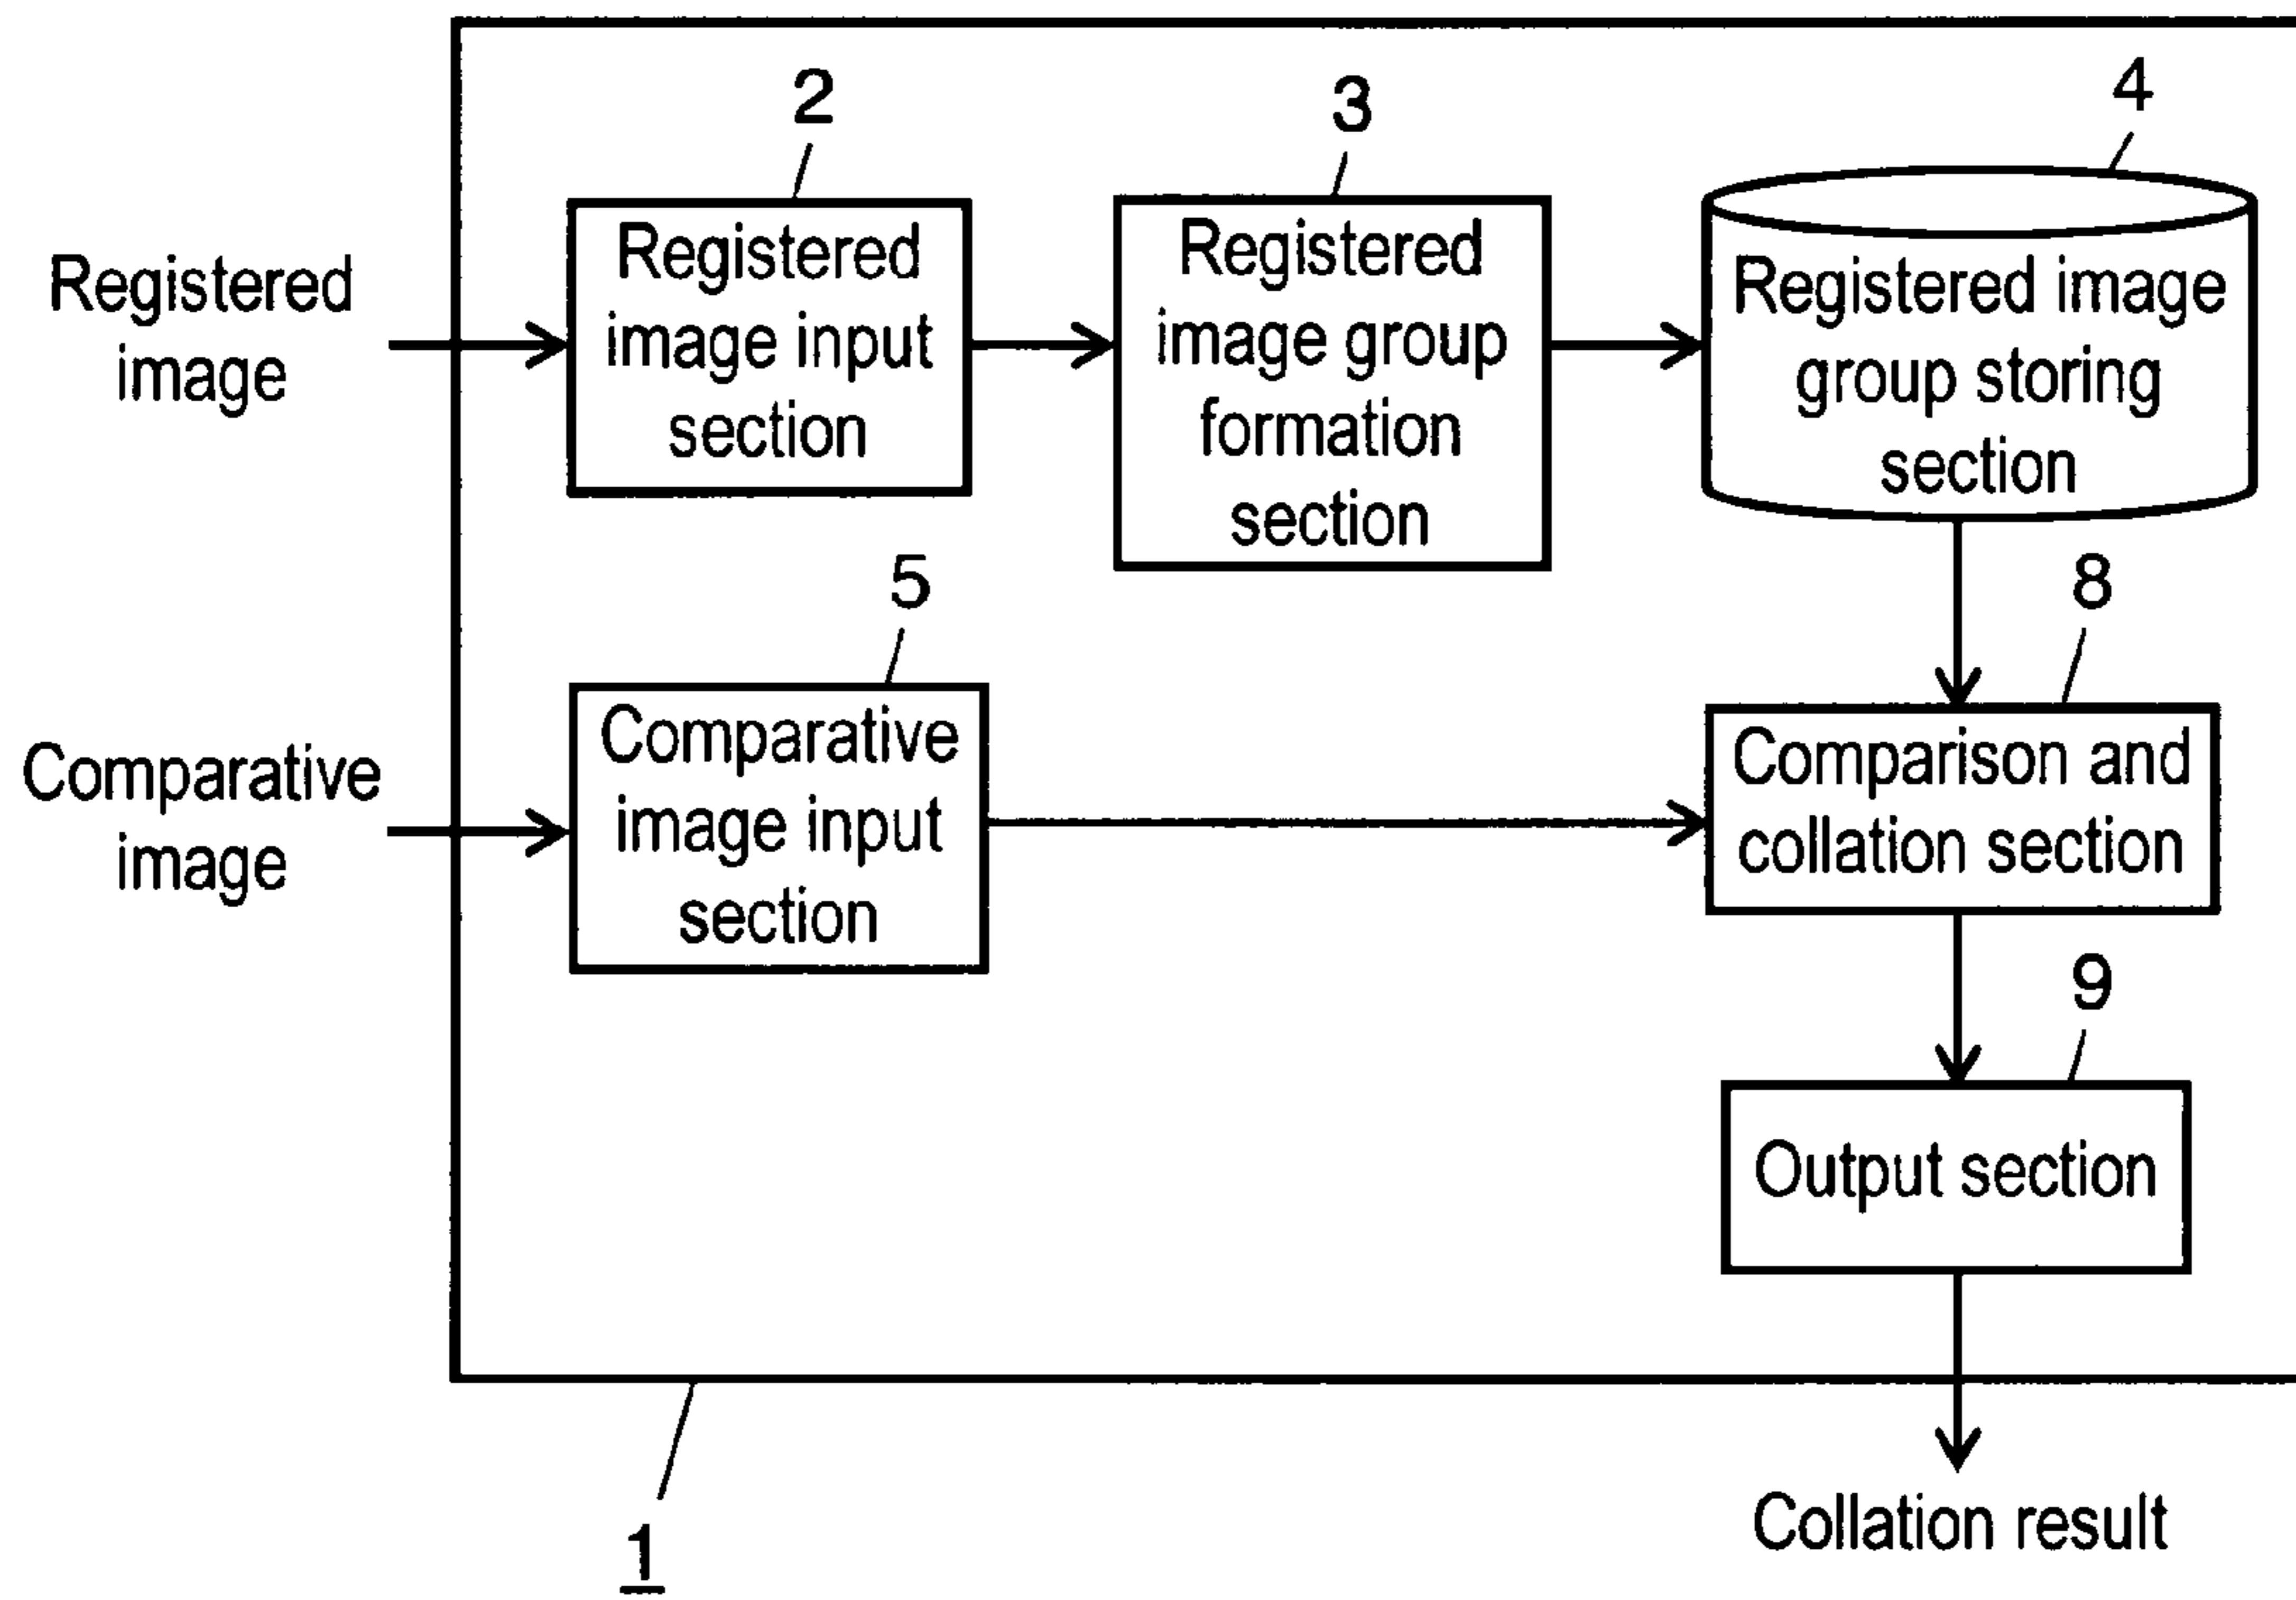 2
3
4
Registered
image
Registered
image input
section
Registered
image group
formation
section
Registered image
group storing
section
5
8
Comparative
image
Comparative
image input
section
Comparison and
collation section
9
Output section
1
Collation result